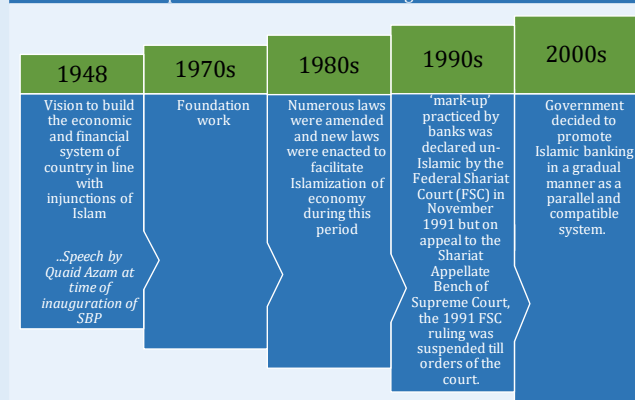 1948
Vision to build
the economic
and financial
system of
country in line
with
injunctions of
Islam
..Speech by
Quaid Azam at
time of
inauguration of
SBP
1970s
Foundation
work
1980s
Numerous laws
were amended
and new laws
were enacted to
facilitate
Islamization of
economy
during this
period
1990s
‘mark-up’
practiced by
banks was
declared un-
Islamic by the
Federal Shariat
Court (FSC) in
November
1991 but on
appeal to the
Shariat
Appellate
Bench of
Supreme Court,
the 1991 FSC
ruling was
suspended till
orders of the
court.
2000s
Government
decided to
promote
Islamic banking
in a gradual
manner as a
parallel and
compatible
system.